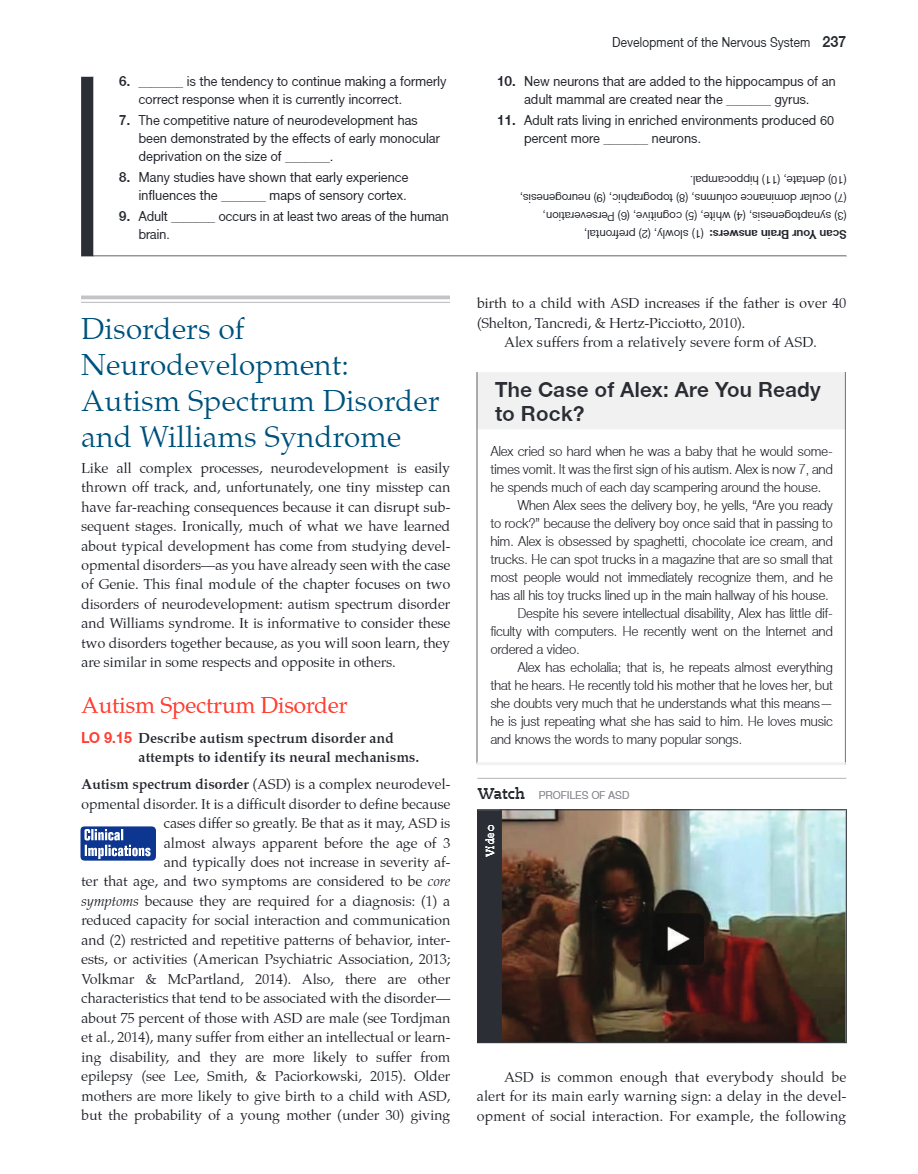 Development of the Nervous System 237
6. ______ is the tendency to continue making a formerly
correct response when it is currently incorrect.
7. The competitive nature of neurodevelopment has
been demonstrated by the effects of early monocular
deprivation on the size of ______.
8. Many studies have shown that early experience
influences the ______ maps of sensory cortex.
9. Adult ______ occurs in at least two areas of the human
brain.
10. New neurons that are added to the hippocampus of an
adult mammal are created near the ______ gyrus.
11. Adult rats living in enriched environments produced 60
percent more ______ neurons.
Scan Your Brain answers: (1) slowly, (2) prefrontal,
(3) synaptogenesis, (4) white, (5) cognitive, (6) Perseveration,
(7) ocular dominance columns, (8) topographic, (9) neurogenesis,
(10) dentate, (11) hippocampal.
Disorders of
Neurodevelopment:
Autism Spectrum Disorder
and Williams Syndrome
Like all complex processes, neurodevelopment is easily
thrown off track, and, unfortunately, one tiny misstep can
have far-reaching consequences because it can disrupt sub-
sequent stages. Ironically, much of what we have learned
about typical development has come from studying devel-
opmental disorders—as you have already seen with the case
of Genie. This final module of the chapter focuses on two
disorders of neurodevelopment: autism spectrum disorder
and Williams syndrome. It is informative to consider these
two disorders together because, as you will soon learn, they
are similar in some respects and opposite in others.
Autism Spectrum Disorder
LO 9.15 Describe autism spectrum disorder and
attempts to identify its neural mechanisms.
Autism spectrum disorder (ASD) is a complex neurodevel-
opmental disorder. It is a difficult disorder to define because
cases differ so greatly. Be that as it may, ASD is
Clinical
Implications
almost always apparent before the age of 3
and typically does not increase in severity af-
ter that age, and two symptoms are considered to be core
symptoms because they are required for a diagnosis: (1) a
reduced capacity for social interaction and communication
and (2) restricted and repetitive patterns of behavior, inter-
ests, or activities (American Psychiatric Association, 2013;
Volkmar & McPartland, 2014). Also, there are other
characteristics that tend to be associated with the disorder—
about 75 percent of those with ASD are male (see Tordjman
et al., 2014), many suffer from either an intellectual or learn-
ing disability, and they are more likely to suffer from
epilepsy (see Lee, Smith, & Paciorkowski, 2015). Older
mothers are more likely to give birth to a child with ASD,
but the probability of a young mother (under 30) giving
birth to a child with ASD increases if the father is over 40
(Shelton, Tancredi, & Hertz-Picciotto, 2010).
Alex suffers from a relatively severe form of ASD.
The Case of Alex: Are You Ready
to Rock?
Alex cried so hard when he was a baby that he would some-
times vomit. It was the first sign of his autism. Alex is now 7, and
he spends much of each day scampering around the house.
When Alex sees the delivery boy, he yells, “Are you ready
to rock?” because the delivery boy once said that in passing to
him. Alex is obsessed by spaghetti, chocolate ice cream, and
trucks. He can spot trucks in a magazine that are so small that
most people would not immediately recognize them, and he
has all his toy trucks lined up in the main hallway of his house.
Despite his severe intellectual disability, Alex has little dif-
ficulty with computers. He recently went on the Internet and
ordered a video.
Alex has echolalia; that is, he repeats almost everything
that he hears. He recently told his mother that he loves her, but
she doubts very much that he understands what this means—
he is just repeating what she has said to him. He loves music
and knows the words to many popular songs.
Watch PROFILES OF ASD
Video
ASD is common enough that everybody should be
alert for its main early warning sign: a delay in the devel-
opment of social interaction. For example, the following